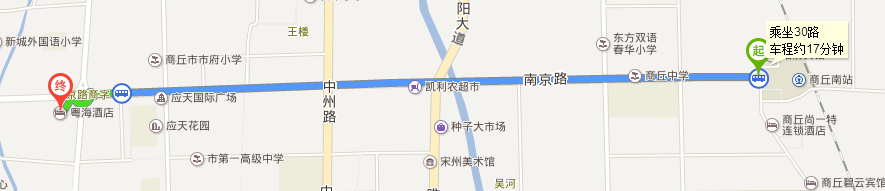 王楼
阳
大
道
乘坐30路
车程约17分钟
起
新城外国语小学
商丘市市府小学
东方双语
春华小学
终
京路商学
中
州
路
凯利农超市
南京路
商丘中学
商丘南站
应天国际广场
粤海酒店
应天花园
种子大市场
商丘尚一特
连锁酒店
市第一高级中学
宋州美术馆
吴河
商丘碧云宾馆
中
心